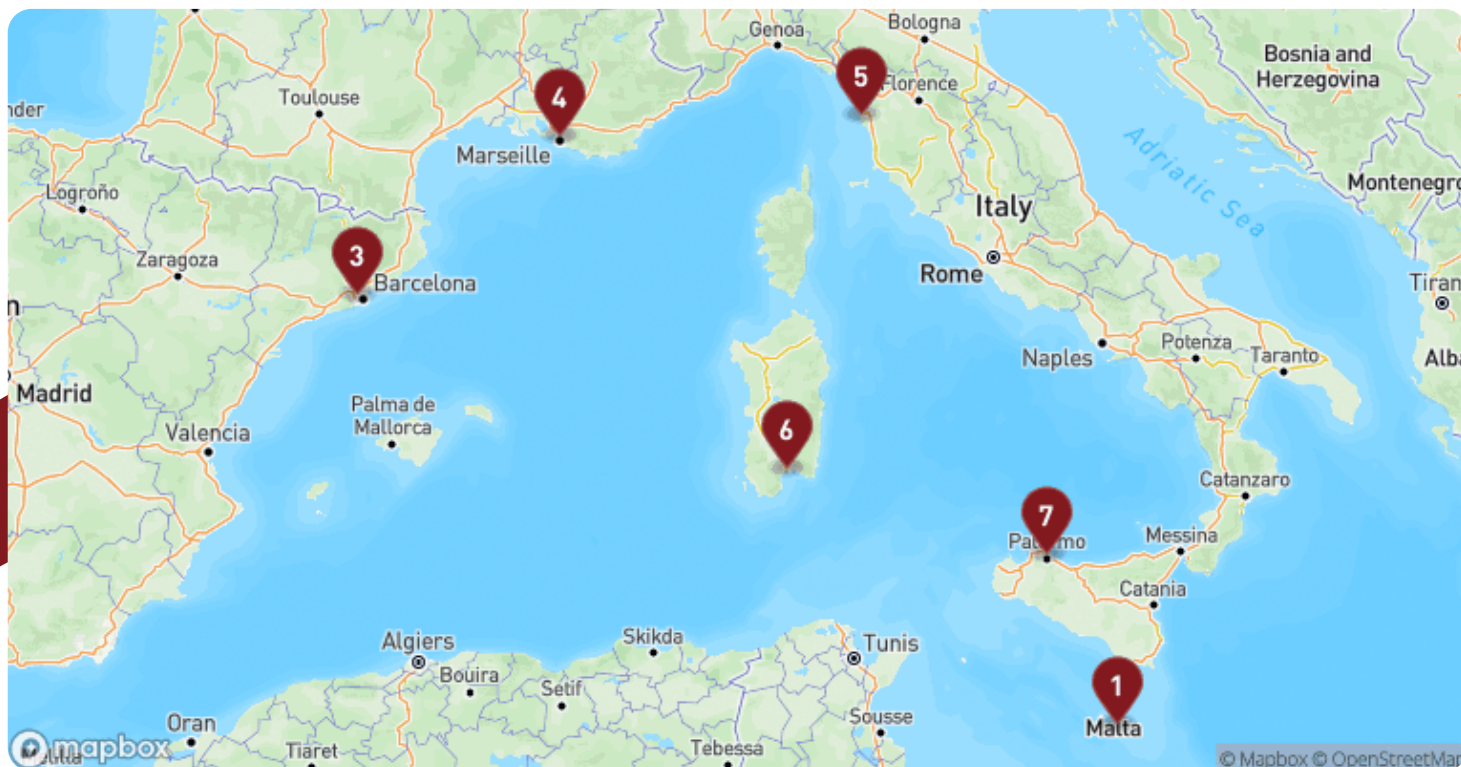 Genoa
Bologna
Bosnia and
Herzegovina
5
4
Toulouse
Florence
nder
Marseille
Adriatic Sea
Logroño
Montenegro
Italy
3
Zaragoza
Barcelona
Rome
Tiran
n
Naples
Potenza
Taranto
Alba
Madrid
Palma de
Mallorca
6
Valencia
Catanzaro
7
Messina
Catania
Algiers
Skikda
Tunis
1
Bouira
Setif
Oran
Sousse
Malta
mapbox
Tiaret
Tebessa
© Mapbox © OpenStreetMap